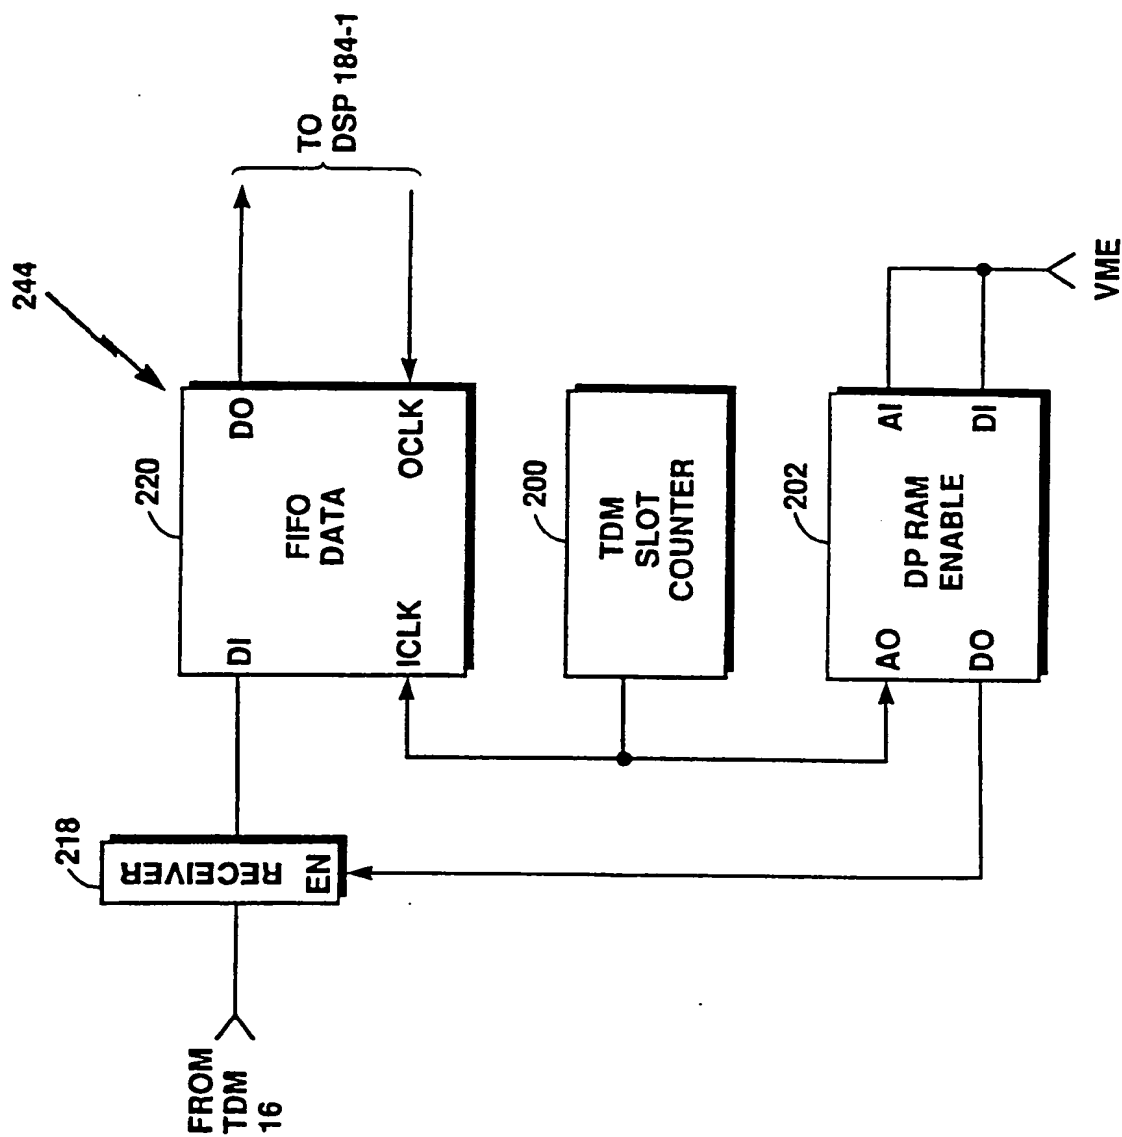 244
FROM
TDM
16
218
RECEIVER
EN
220
DI
DO
FIFO
DATA
ICLK
OCLK
TO
DSP 184-1
200
TDM
SLOT
COUNTER
202
AO
AI
DP RAM
ENABLE
DO
DI
VME